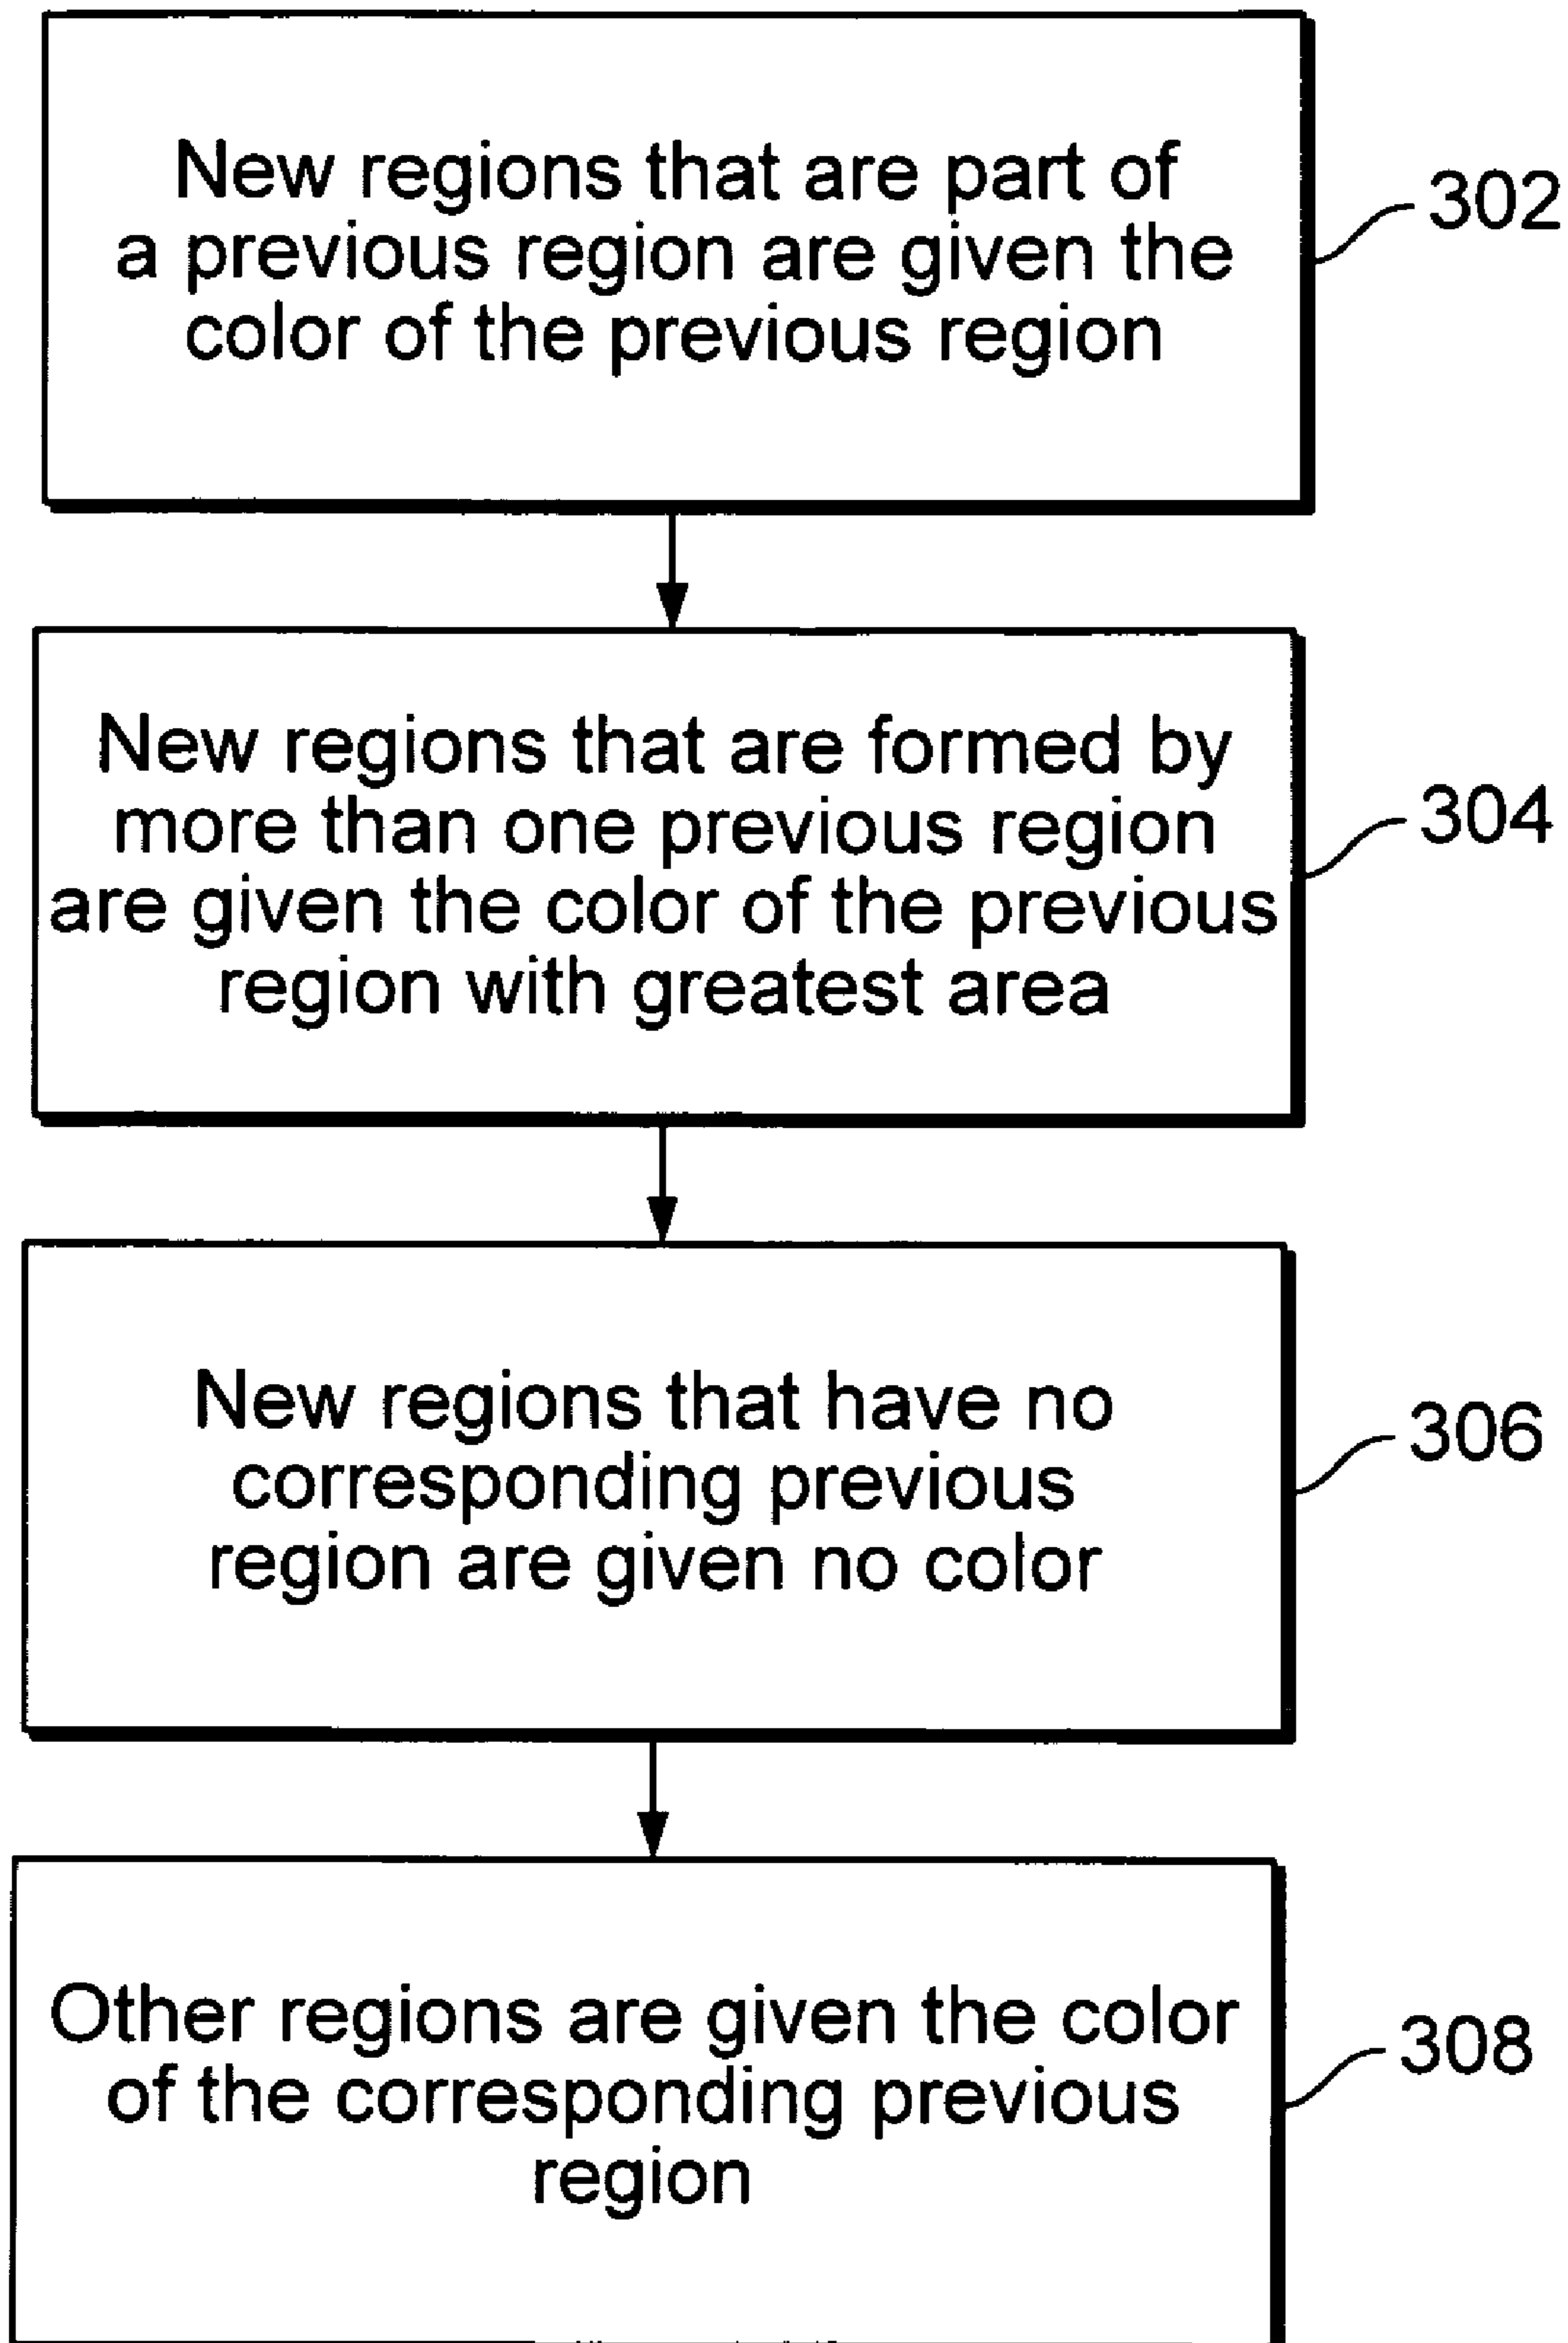 New regions that are part of
a previous region are given the
color of the previous region
302
New regions that are formed by
more than one previous region
are given the color of the previous
region with greatest area
304
New regions that have no
corresponding previous
region are given no color
306
Other regions are given the color
of the corresponding previous
region
308